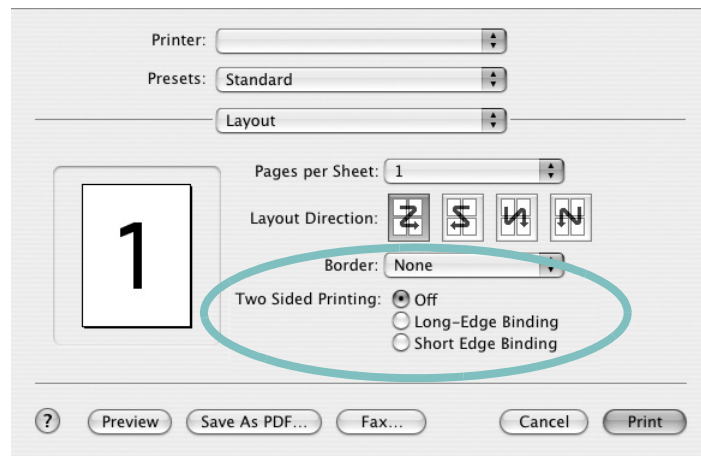 Printer:
Presets: Standard
Layout
Pages per Sheet: 1
Layout Direction:
Border: None
Two Sided Printing: Off
Long-Edge Binding
Short Edge Binding
1
? Preview Save As PDF... Fax... Cancel Print